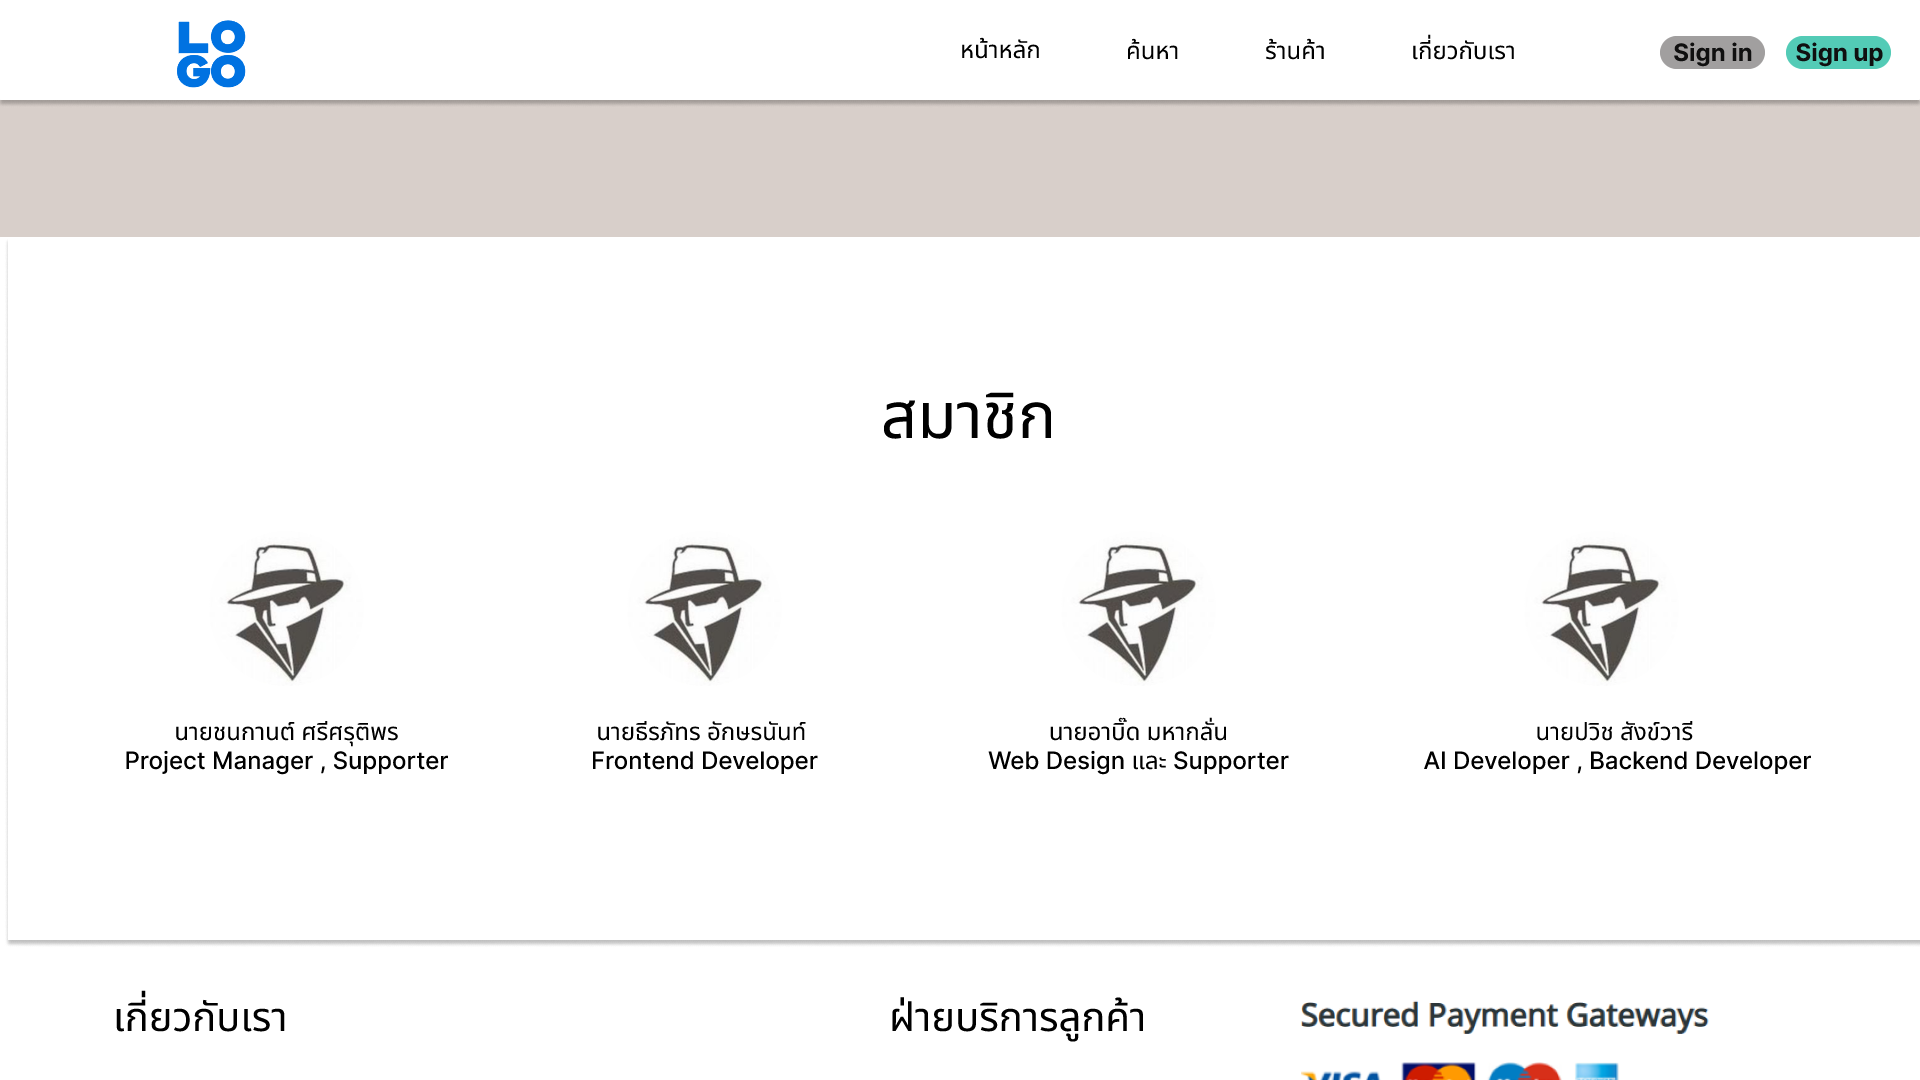 LO
GO
หน้าหลัก
ค้นหา
ร้านค้า
เกี่ยวกับเรา
Sign in
Sign up
สมาชิก
นายชนกานต์ ศรีศรุติพร
Project Manager , Supporter
นายธีรภัทร อักษรนันท์
Frontend Developer
นายอาบิ๊ด มหากลั่น
Web Design และ Supporter
นายปวิช สังข์วารี
AI Developer , Backend Developer
เกี่ยวกับเรา
ฝ่ายบริการลูกค้า
Secured Payment Gateways
VISA